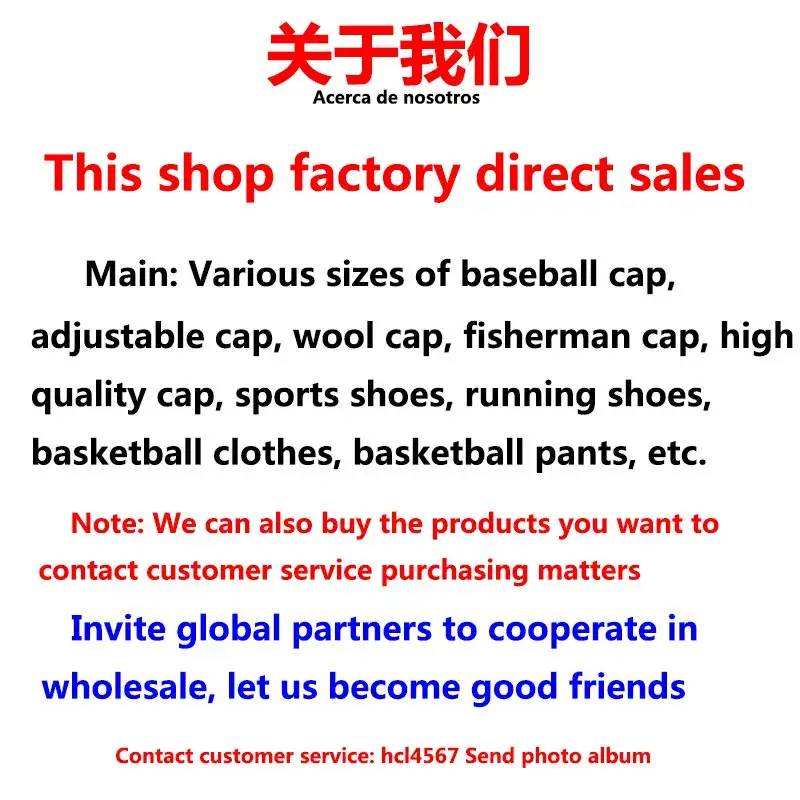 关于我们
Acerca de nosotros
This shop factory direct sales
Main: Various sizes of baseball cap,
adjustable cap, wool cap, fisherman cap, high
quality cap, sports shoes, running shoes,
basketball clothes, basketball pants, etc.
Note: We can also buy the products you want to
contact customer service purchasing matters
Invite global partners to cooperate in
wholesale, let us become good friends
Contact customer service: hcl4567 Send photo album